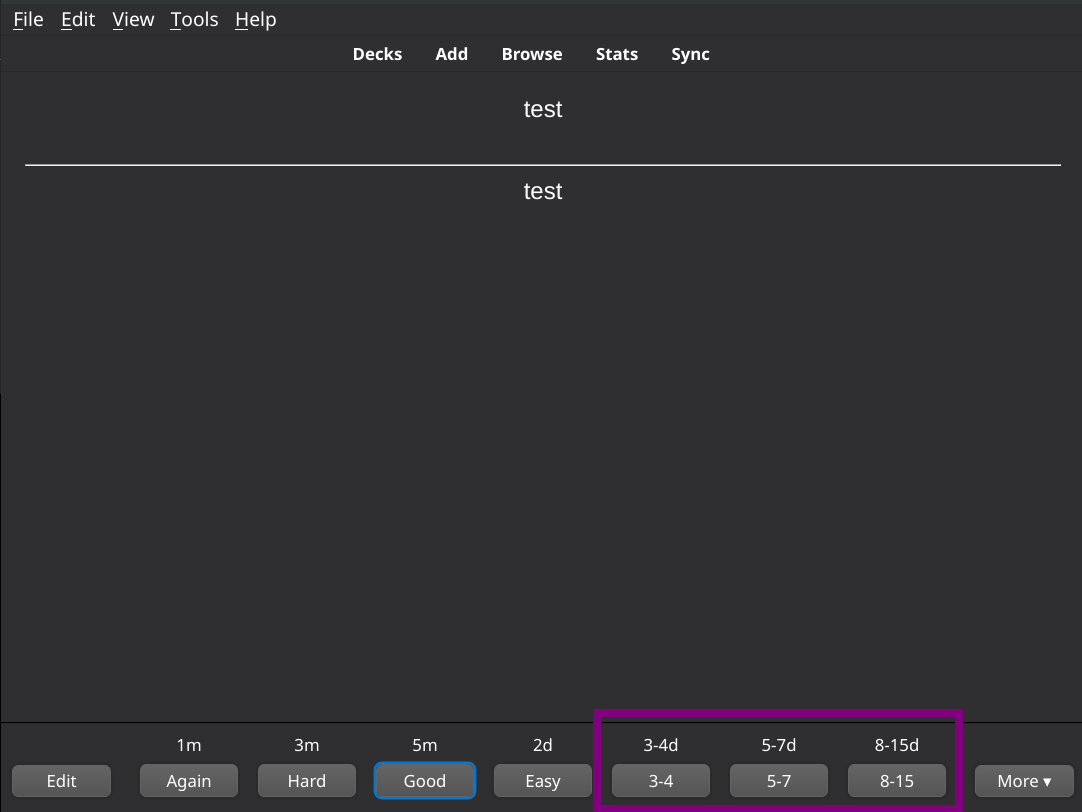 File Edit View Tools Help
Decks Add Browse Stats Sync
test
test
1m 3m 5m 2d 3-4d 5-7d 8-15d
Edit Again Hard Good Easy 3-4 5-7 8-15 More ▾